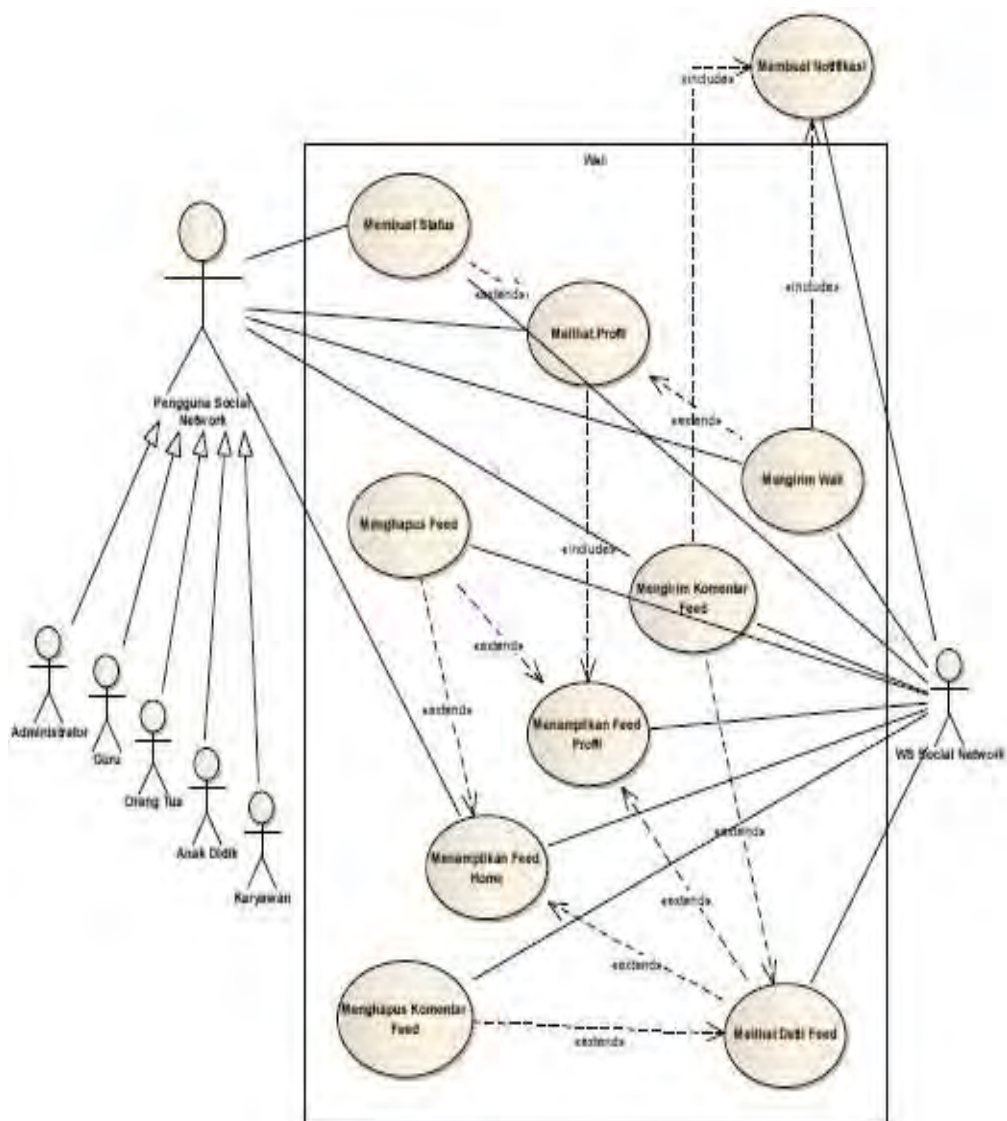 Membuat Notifikasi
«include»
Wall
Membuat Status
«extend»
Melihat Profil
«include»
Pengguna Social
Network
«extend»
Mengirim Wall
Menghapus Feed
«include»
Mengirim Komentar
Feed
«extend»
«extend»
Menampilkan Feed
Profil
Administrator
Guru
Orang Tua
Anak Didik
Karyawan
WS Social Network
«extend»
Menampilkan Feed
Home
«extend»
«extend»
Menghapus Komentar
Feed
«extend»
Melihat Detil Feed